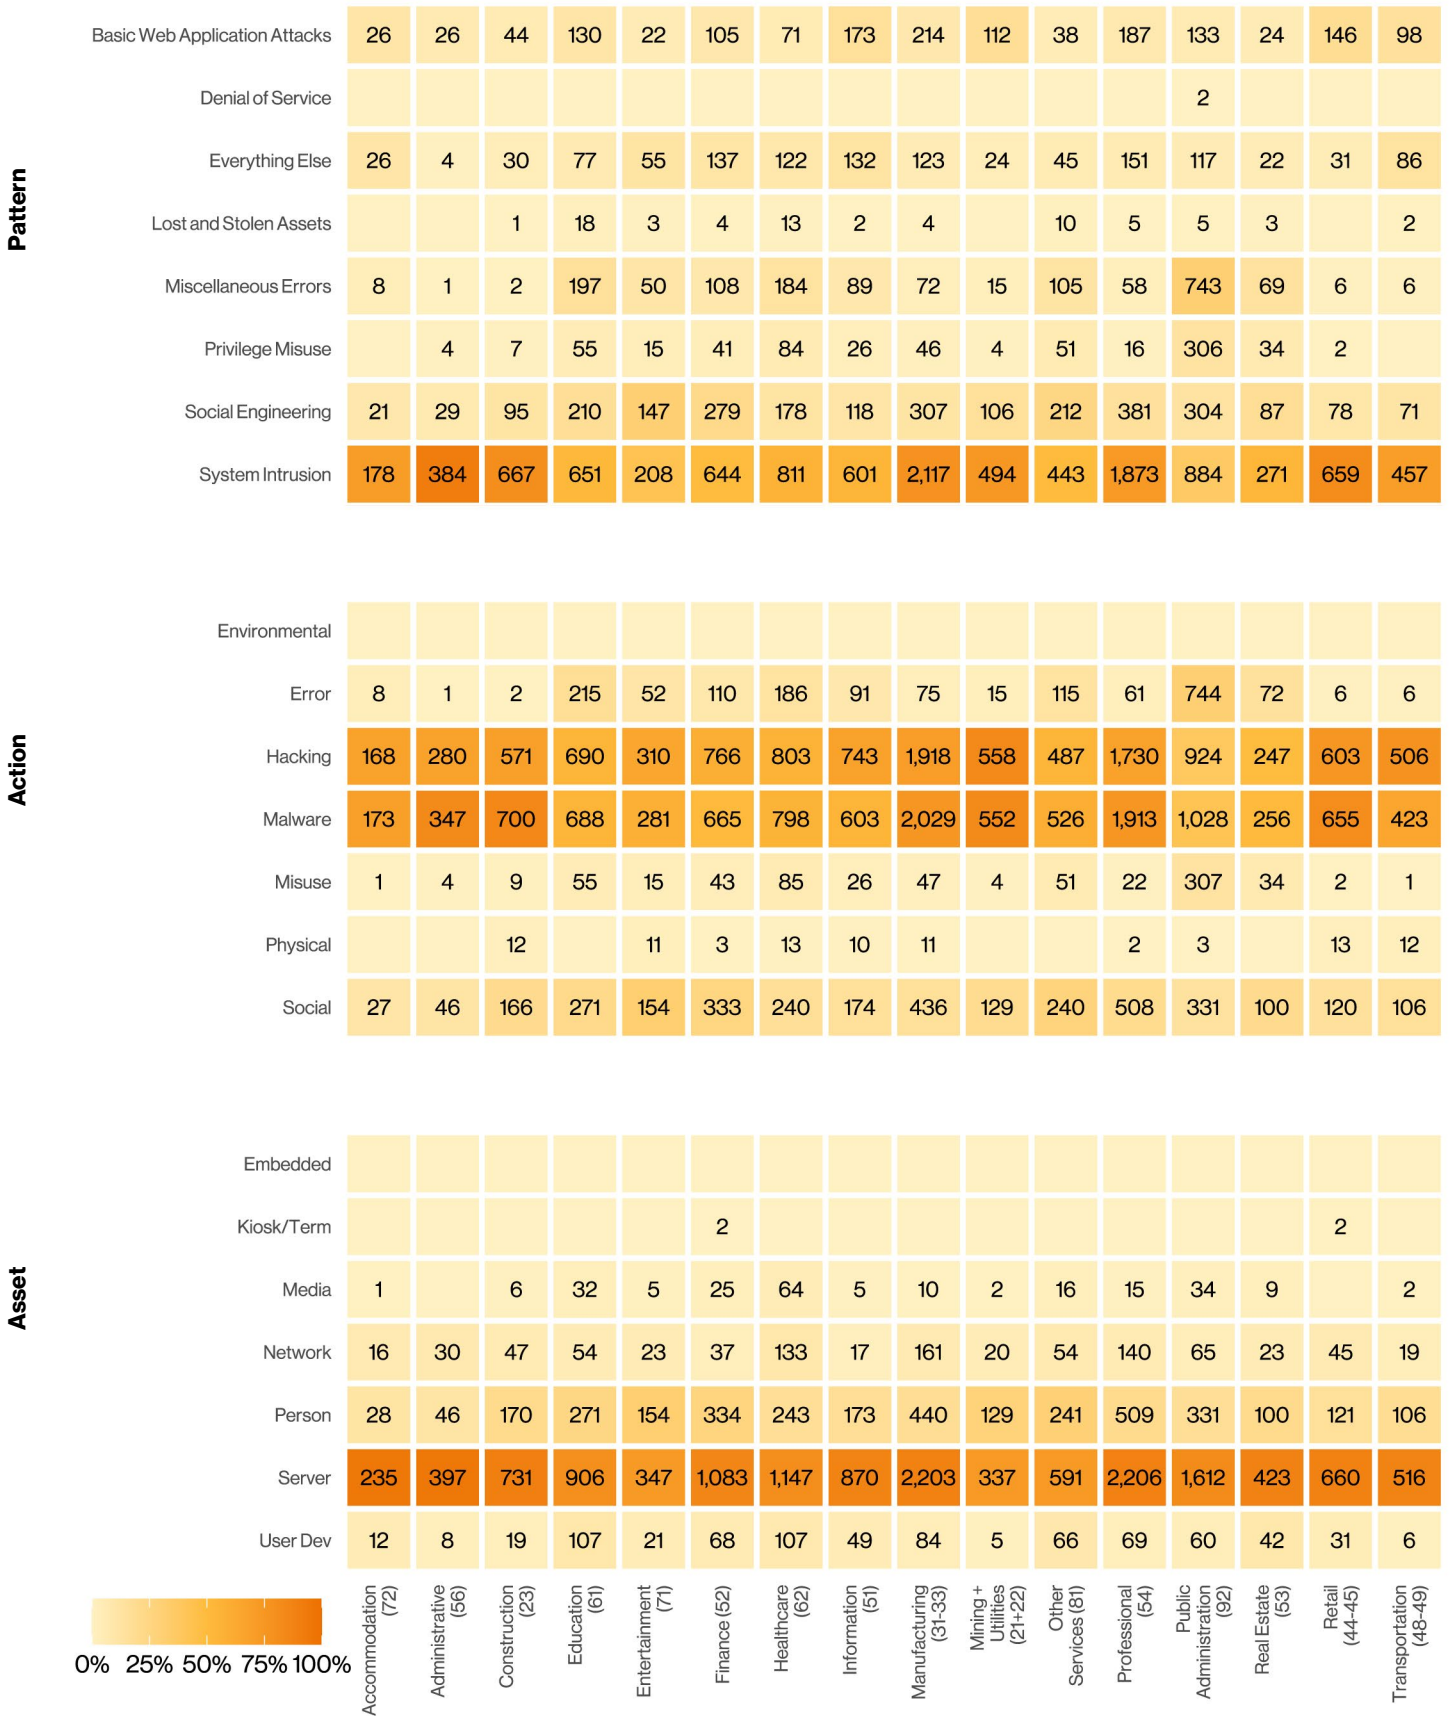 Pattern
Basic Web Application Attacks 26 26 44 130 22 105 71 173 214 112 38 187 133 24 146 98
Denial of Service 2
Everything Else 26 4 30 77 55 137 122 132 123 24 45 151 117 22 31 86
Lost and Stolen Assets 1 18 3 4 13 2 4 10 5 5 3 2
Miscellaneous Errors 8 1 2 197 50 108 184 89 72 15 105 58 743 69 6 6
Privilege Misuse 4 7 55 15 41 84 26 46 4 51 16 306 34 2
Social Engineering 21 29 95 210 147 279 178 118 307 106 212 381 304 87 78 71
System Intrusion 178 384 667 651 208 644 811 601 2,117 494 443 1,873 884 271 659 457
Action
Environmental
Error 8 1 2 215 52 110 186 91 75 15 115 61 744 72 6 6
Hacking 168 280 571 690 310 766 803 743 1,918 558 487 1,730 924 247 603 506
Malware 173 347 700 688 281 665 798 603 2,029 552 526 1,913 1,028 256 655 423
Misuse 1 4 9 55 15 43 85 26 47 4 51 22 307 34 2 1
Physical 12 11 3 13 10 11 2 3 13 12
Social 27 46 166 271 154 333 240 174 436 129 240 508 331 100 120 106
Asset
Embedded
Kiosk/Term 2 2
Media 1 6 32 5 25 64 5 10 2 16 15 34 9 2
Network 16 30 47 54 23 37 133 17 161 20 54 140 65 23 45 19
Person 28 46 170 271 154 334 243 173 440 129 241 509 331 100 121 106
Server 235 397 731 906 347 1,083 1,147 870 2,203 337 591 2,206 1,612 423 660 516
User Dev 12 8 19 107 21 68 107 49 84 5 66 69 60 42 31 6
0% 25% 50% 75% 100%
Accommodation
(72)
Administrative
(56)
Construction
(23)
Education
(61)
Entertainment
(71)
Finance (52)
Healthcare
(62)
Information
(51)
Manufacturing
(31-33)
Mining +
Utilities
(21+22)
Other
Services (81)
Professional
(54)
Public
Administration
(92)
Real Estate
(53)
Retail
(44-45)
Transportation
(48-49)